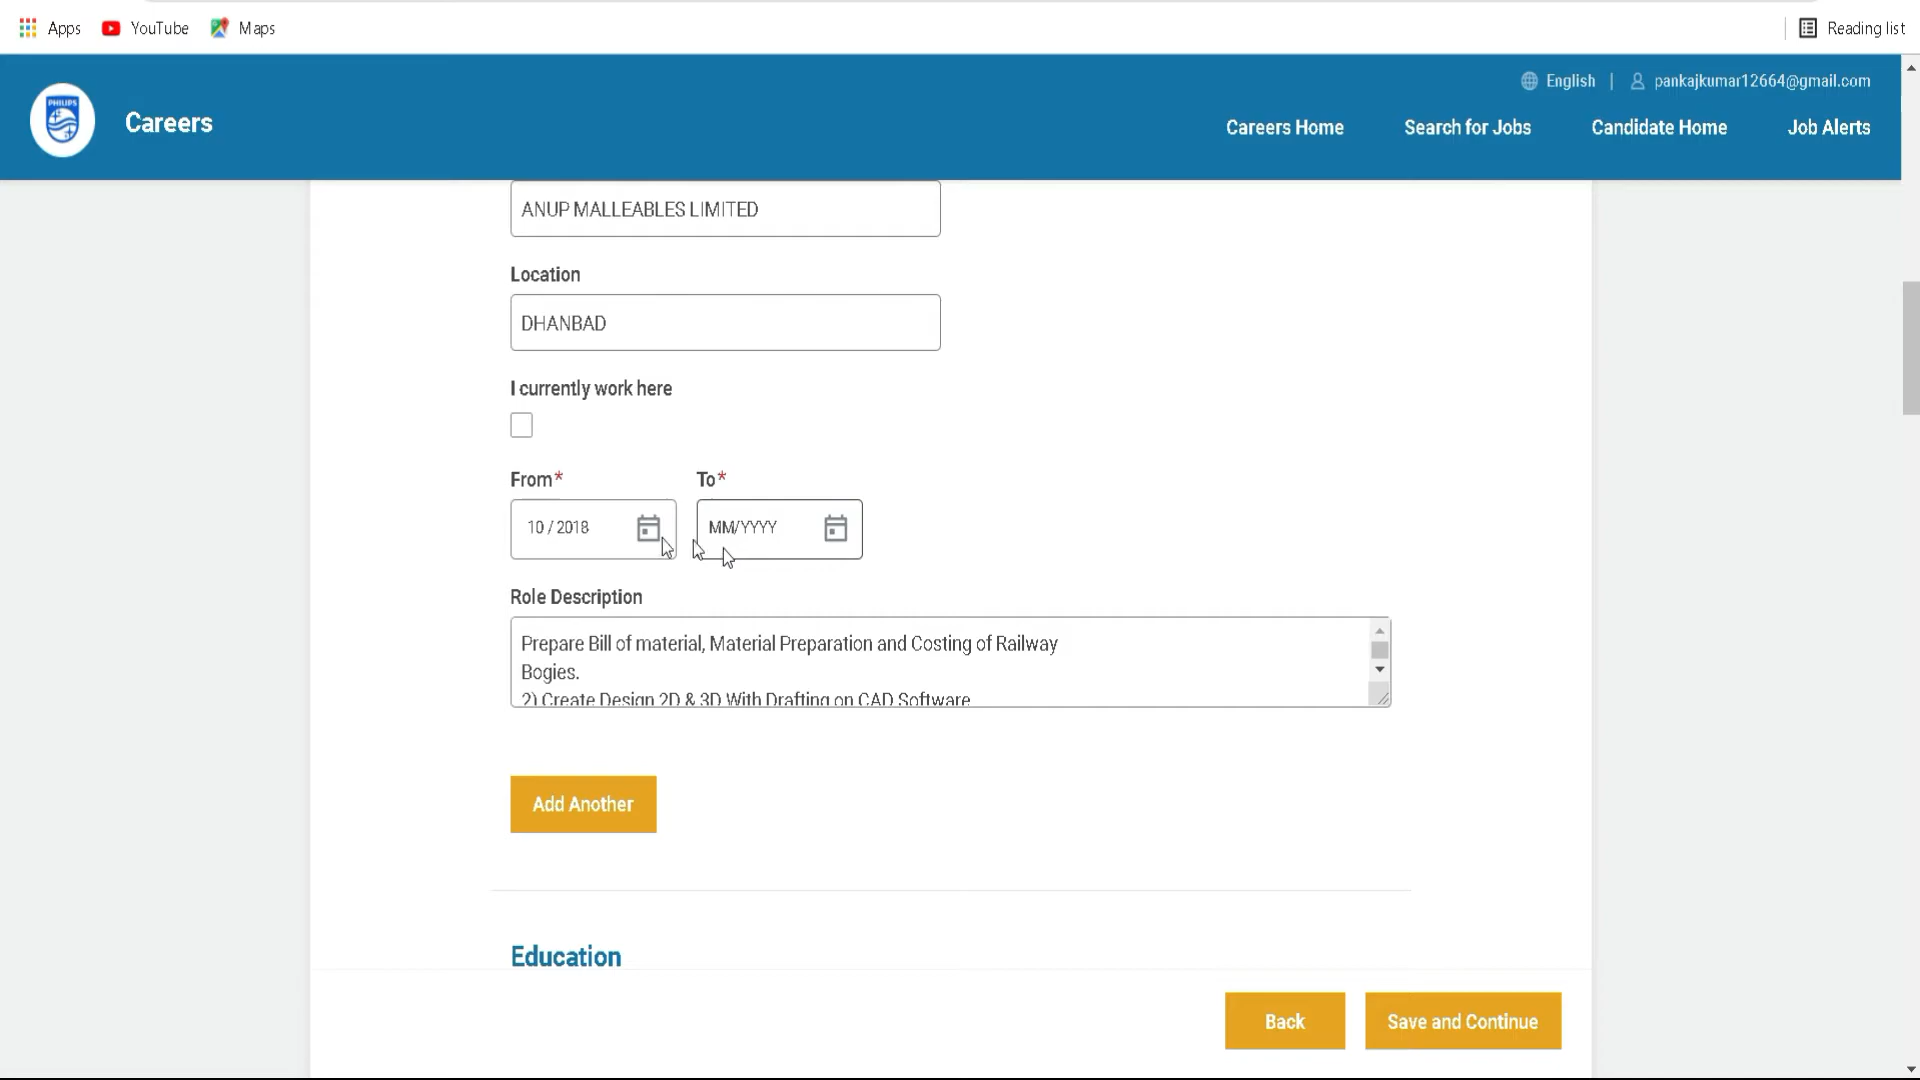 Apps YouTube Maps Reading list
English | pankajkumar12664@gmail.com
PHILIPS
Careers Careers Home Search for Jobs Candidate Home Job Alerts
ANUP MALLEABLES LIMITED
Location
DHANBAD
I currently work here
From* To*
10 / 2018 MM/YYYY
Role Description
Prepare Bill of material, Material Preparation and Costing of Railway
Bogies.
2) Create Design 2D & 3D With Drafting on CAD Software
Add Another
Education
Back Save and Continue